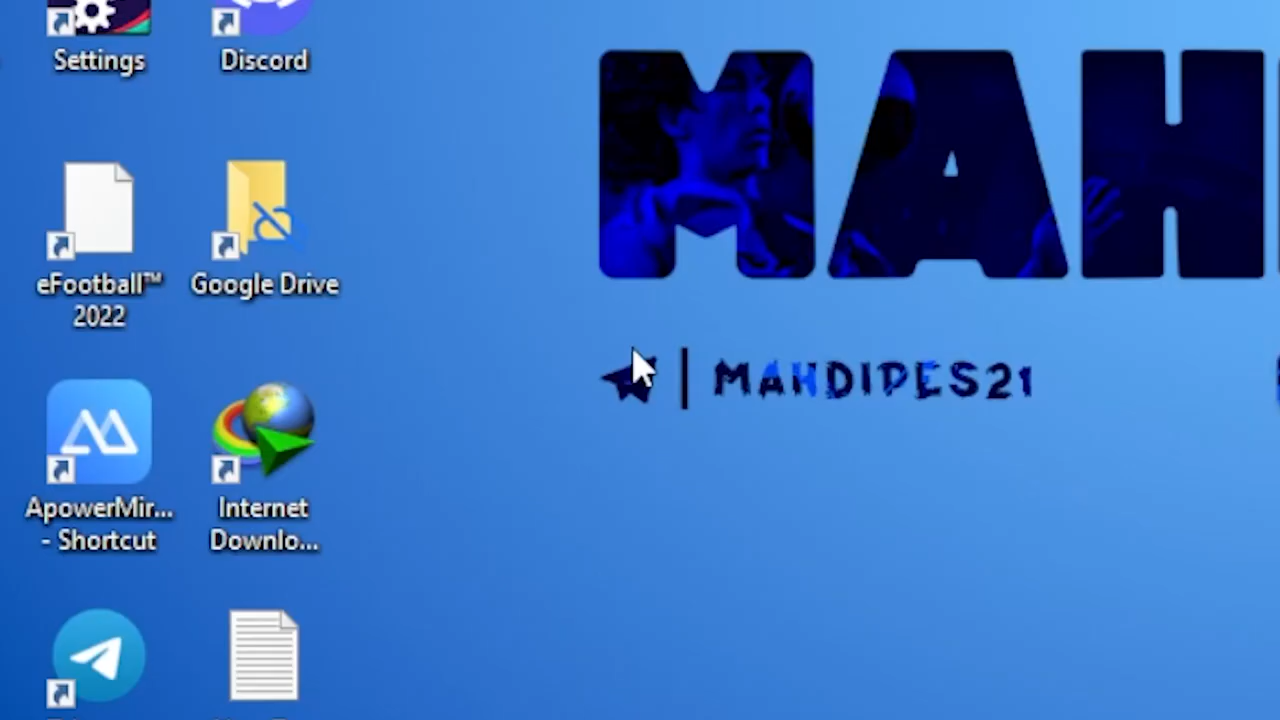 Settings
Discord
MAH
eFootball™
2022
Google Drive
MAHDIPES21
ApowerMir...
- Shortcut
Internet
Downlo...